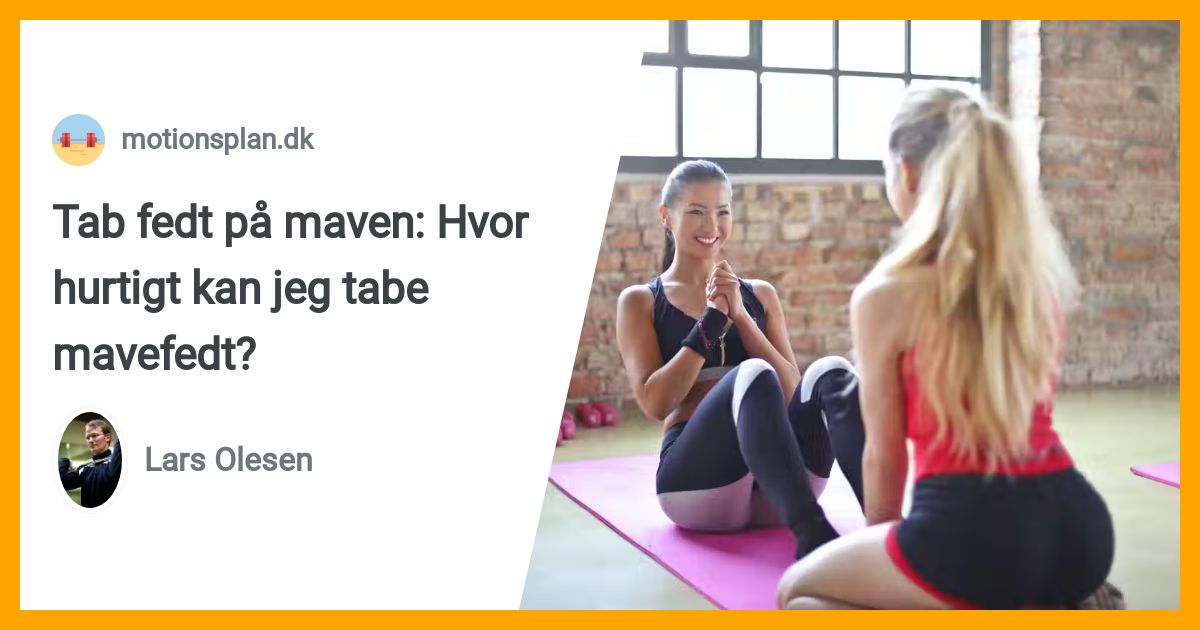 motionsplan.dk
Tab fedt på maven: Hvor
hurtigt kan jeg tabe
mavefedt?
Lars Olesen